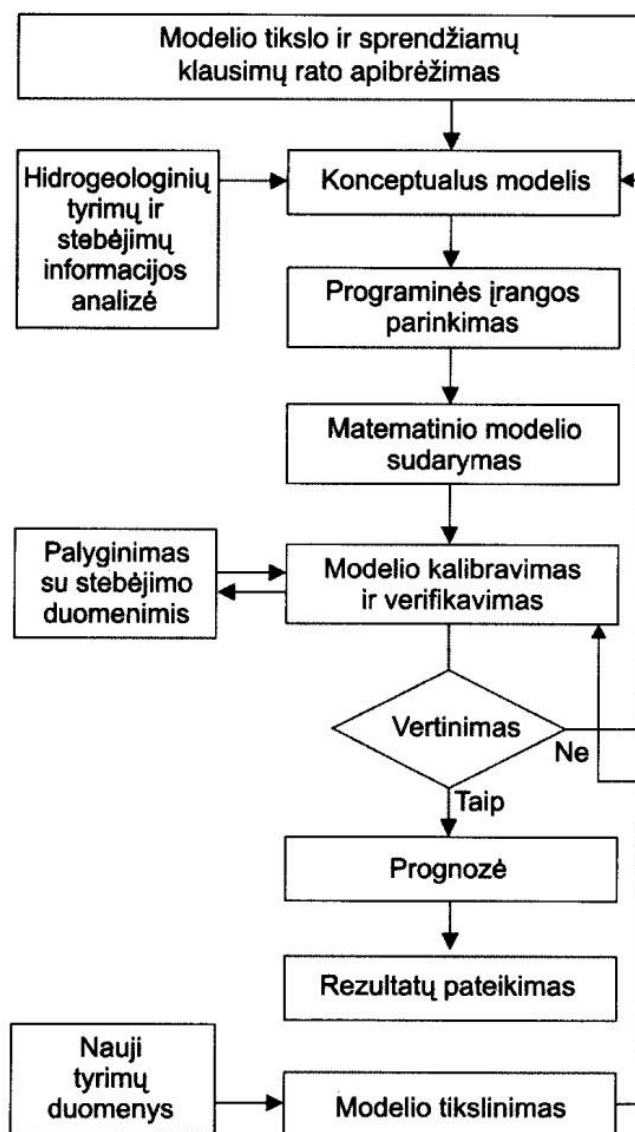 Modelio tikslo ir sprendžiamų
klausimų rato apibrėžimas
Hidrogeologinių
tyrimų ir
stebėjimų
informacijos
analizė
Konceptualus modelis
Programinės įrangos
parinkimas
Matematinio modelio
sudarymas
Palyginimas
su stebėjimo
duomenimis
Modelio kalibravimas
ir verifikavimas
Vertinimas
Ne
Taip
Prognozė
Rezultatų pateikimas
Nauji
tyrimų
duomenys
Modelio tikslinimas